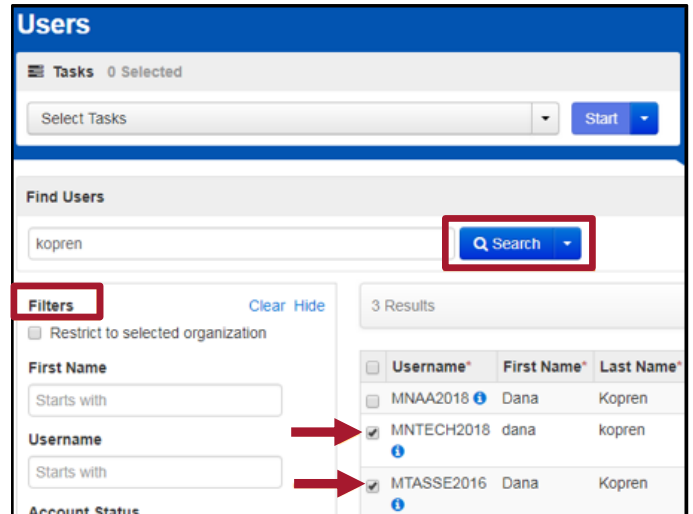 Users
Tasks 0 Selected
Select Tasks
Start
Find Users
kopren
Search
Filters Clear Hide
Restrict to selected organization
First Name
Starts with
Username
Starts with
Account Status
3 Results
Username* First Name* Last Name*
MNAA2018 Dana Kopren
MNTECH2018 dana kopren
MTASSE2016 Dana Kopren